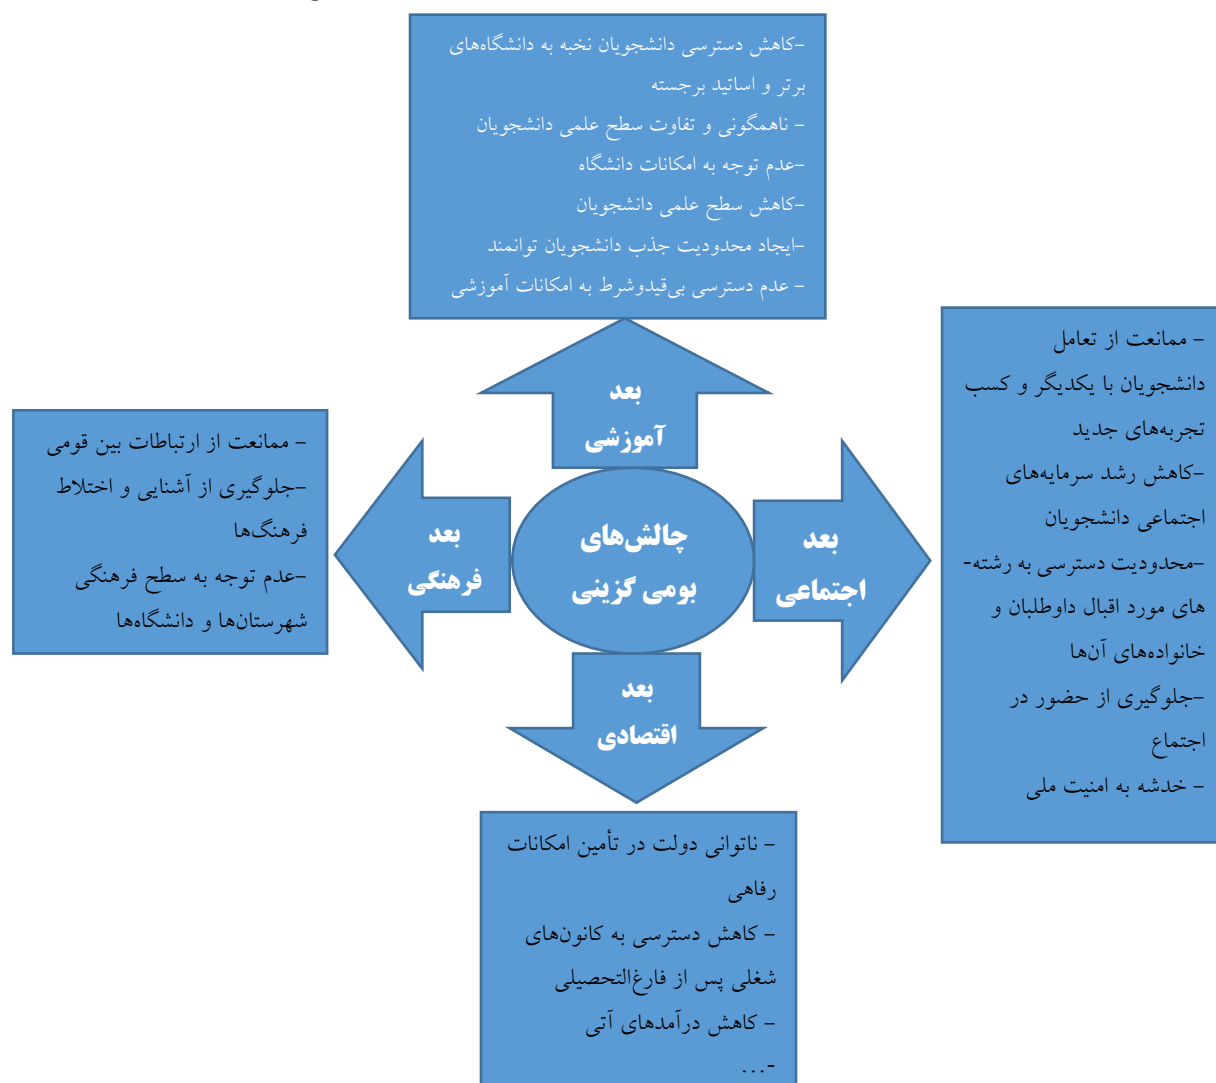 -کاهش دسترسی دانشجویان نخبه به دانشگاه‌های
برتر و اساتید برجسته
- ناهمگونی و تفاوت سطح علمی دانشجویان
-عدم توجه به امکانات دانشگاه
-کاهش سطح علمی دانشجویان
-ایجاد محدودیت جذب دانشجویان توانمند
- عدم دسترسی بی‌قیدوشرط به امکانات آموزشی
بعد
آموزشی
- ممانعت از تعامل
دانشجویان با یکدیگر و کسب
تجربه‌های جدید
-کاهش رشد سرمایه‌های
اجتماعی دانشجویان
-محدودیت دسترسی به رشته-
های مورد اقبال داوطلبان و
خانواده‌های آن‌ها
-جلوگیری از حضور در
اجتماع
- خدشه به امنیت ملی
بعد
اجتماعی
چالش‌های
بومی گزینی
بعد
فرهنگی
- ممانعت از ارتباطات بین قومی
-جلوگیری از آشنایی و اختلاط
فرهنگ‌ها
-عدم توجه به سطح فرهنگی
شهرستان‌ها و دانشگاه‌ها
بعد
اقتصادی
- ناتوانی دولت در تأمین امکانات
رفاهی
- کاهش دسترسی به کانون‌های
شغلی پس از فارغ‌التحصیلی
- کاهش درآمدهای آتی
-...